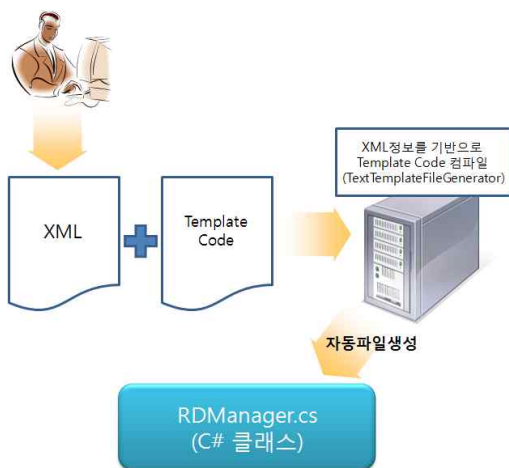 XML
Template
Code
XML정보를 기반으로
Template Code 컴파일
(TextTemplateFileGenerator)
자동파일생성
RDManager.cs
(C# 클래스)